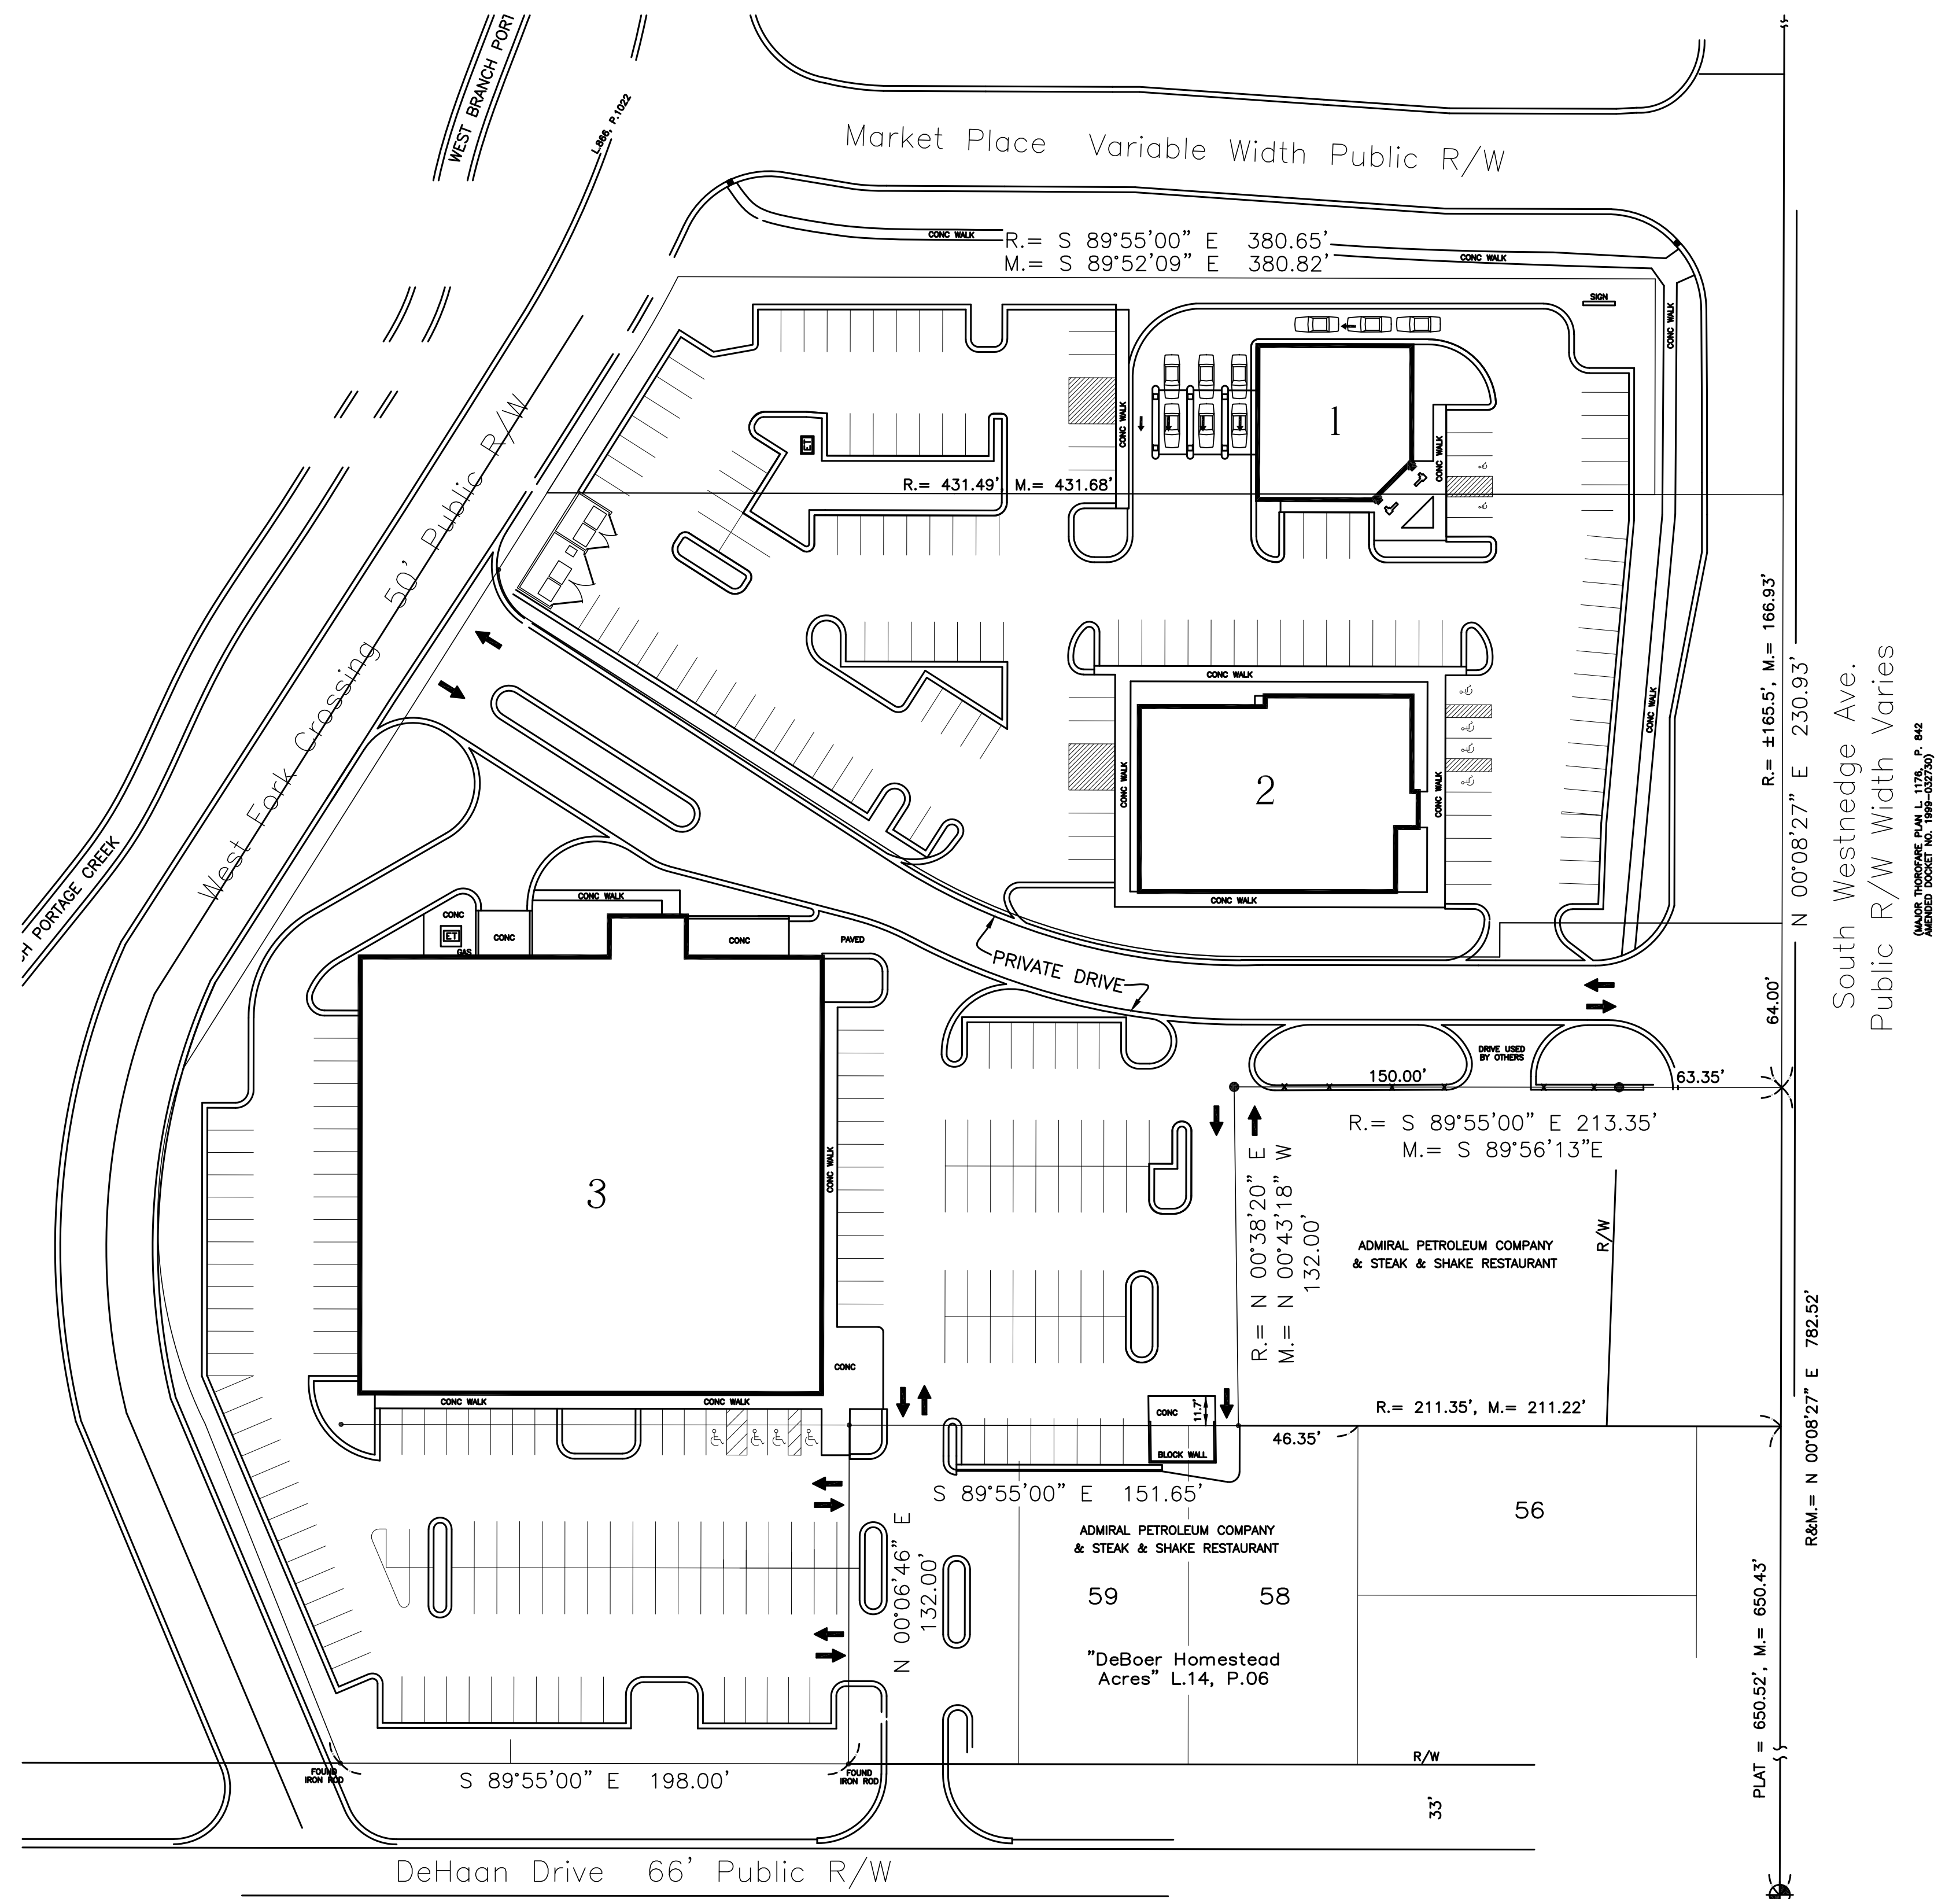 WEST BRANCH PORT
L.866, P.1022
Market Place Variable Width Public R/W
CONC WALK
R.= S 89°55'00" E 380.65'
M.= S 89°52'09" E 380.82'
CONC WALK
SIGN
CONC WALK
CONC WALK
1
CONC WALK
ET
R.= 431.49', M.= 431.68'
West Fork Crossing 50' Public R/W
R.= ±165.5', M.= 166.93'
N 00°08'27" E 230.93'
South Westnedge Ave.
Public R/W Width Varies
(MAJOR THOROFARE PLAN L. 1176, P. 842
AMENDED DOCKET NO. 1999-032730)
CONC WALK
CONC WALK
CONC WALK
2
CONC WALK
CONC WALK
CH PORTAGE CREEK
CONC WALK
CONC
ET
GAS
CONC
CONC
PAVED
PRIVATE DRIVE
64.00'
DRIVE USED
BY OTHERS
150.00'
63.35'
R.= S 89°55'00" E 213.35'
M.= S 89°56'13"E
R.= N 00°38'20" E
M.= N 00°43'18" W
132.00'
CONC WALK
3
ADMIRAL PETROLEUM COMPANY
& STEAK & SHAKE RESTAURANT
R/W
R&M.= N 00°08'27" E 782.52'
CONC
CONC WALK
CONC WALK
CONC
11.7'
BLOCK WALL
R.= 211.35', M.= 211.22'
46.35'
S 89°55'00" E 151.65'
56
N 00°06'46" E
132.00'
ADMIRAL PETROLEUM COMPANY
& STEAK & SHAKE RESTAURANT
59
58
"DeBoer Homestead
Acres" L.14, P.06
PLAT = 650.52', M.= 650.43'
FOUND
IRON ROD
S 89°55'00" E 198.00'
FOUND
IRON ROD
R/W
33'
DeHaan Drive 66' Public R/W